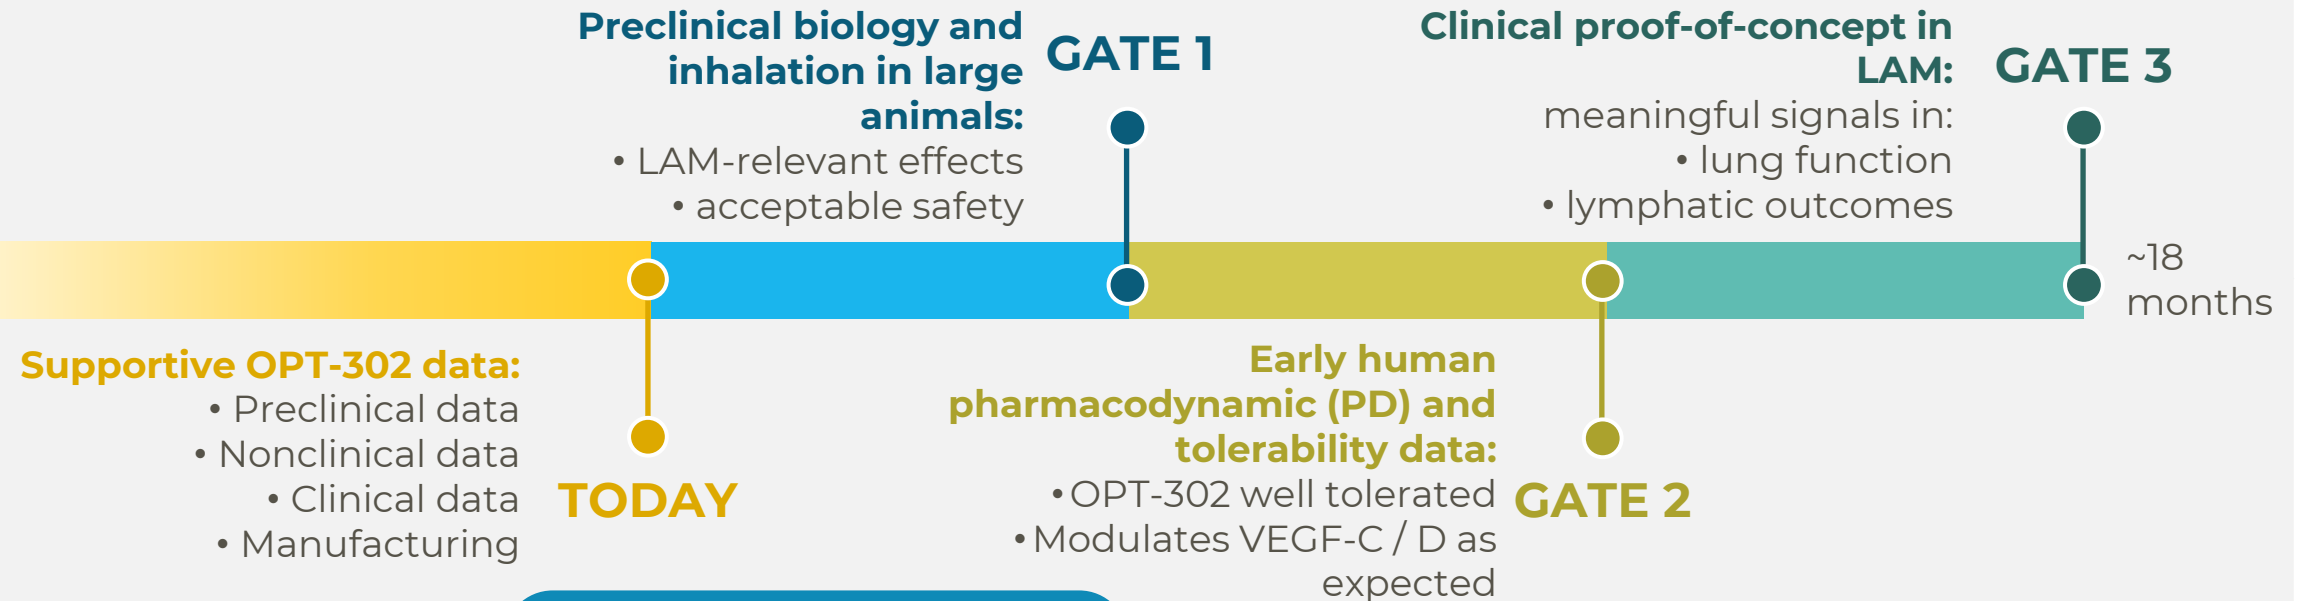 Preclinical biology and
inhalation in large
animals:
• LAM-relevant effects
• acceptable safety
GATE 1
Clinical proof-of-concept in
LAM:
meaningful signals in:
• lung function
• lymphatic outcomes
GATE 3
~18
months
Supportive OPT-302 data:
• Preclinical data
• Nonclinical data
• Clinical data
• Manufacturing
TODAY
Early human
pharmacodynamic (PD) and
tolerability data:
• OPT-302 well tolerated
• Modulates VEGF-C / D as
expected
GATE 2